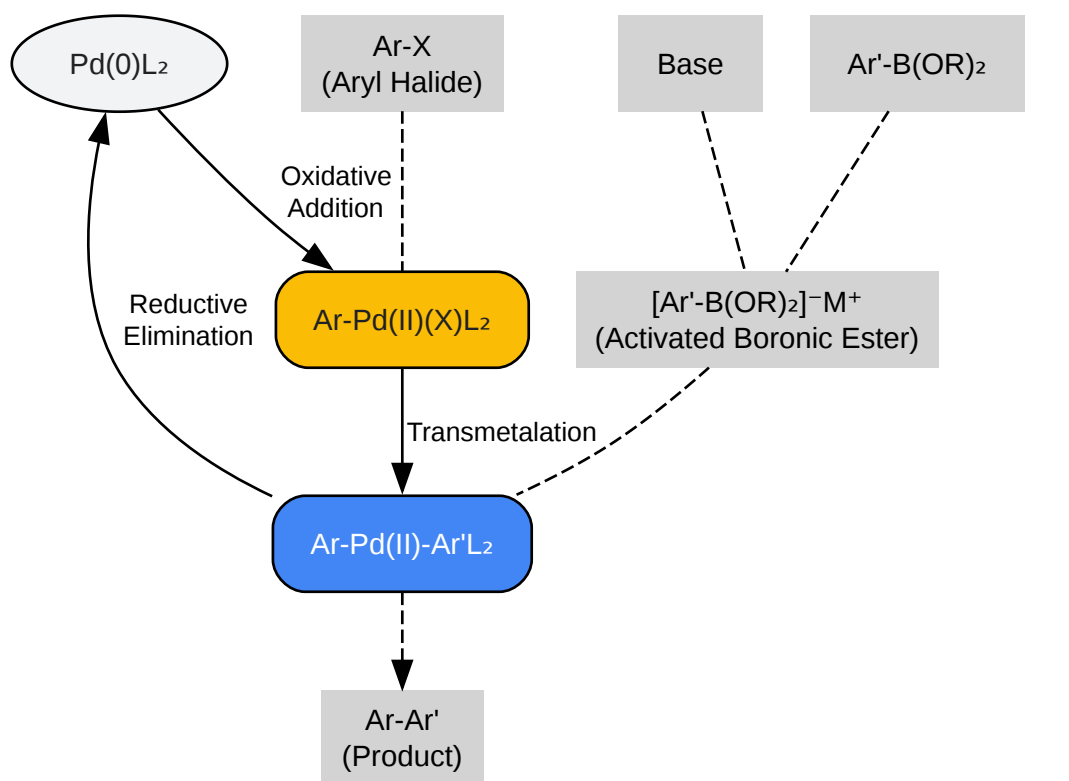 Pd(0)L₂
Ar-X
(Aryl Halide)
Base
Ar'-B(OR)₂
Oxidative
Addition
Reductive
Elimination
Ar-Pd(II)(X)L₂
[Ar'-B(OR)₂]⁻M⁺
(Activated Boronic Ester)
Transmetalation
Ar-Pd(II)-Ar'L₂
Ar-Ar'
(Product)